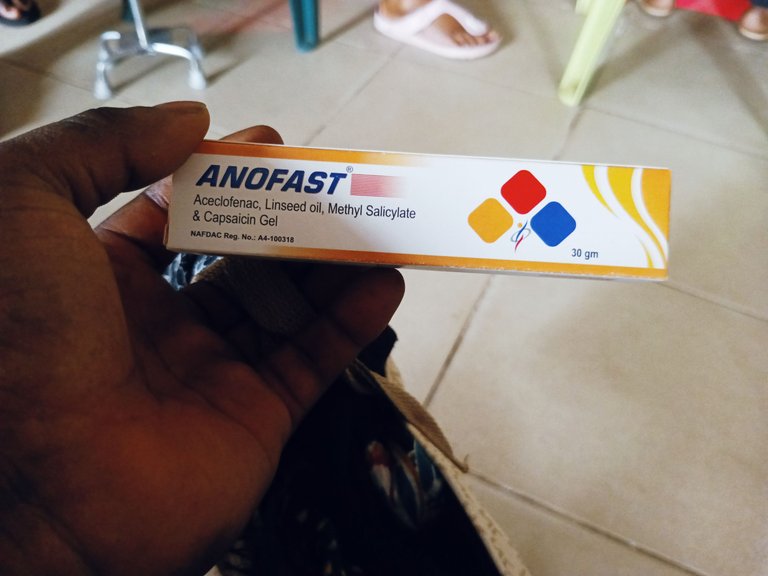 ANOFAST®
Aceclofenac, Linseed oil, Methyl Salicylate
& Capsaicin Gel
NAFDAC Reg. No.: A4-100318
30 gm